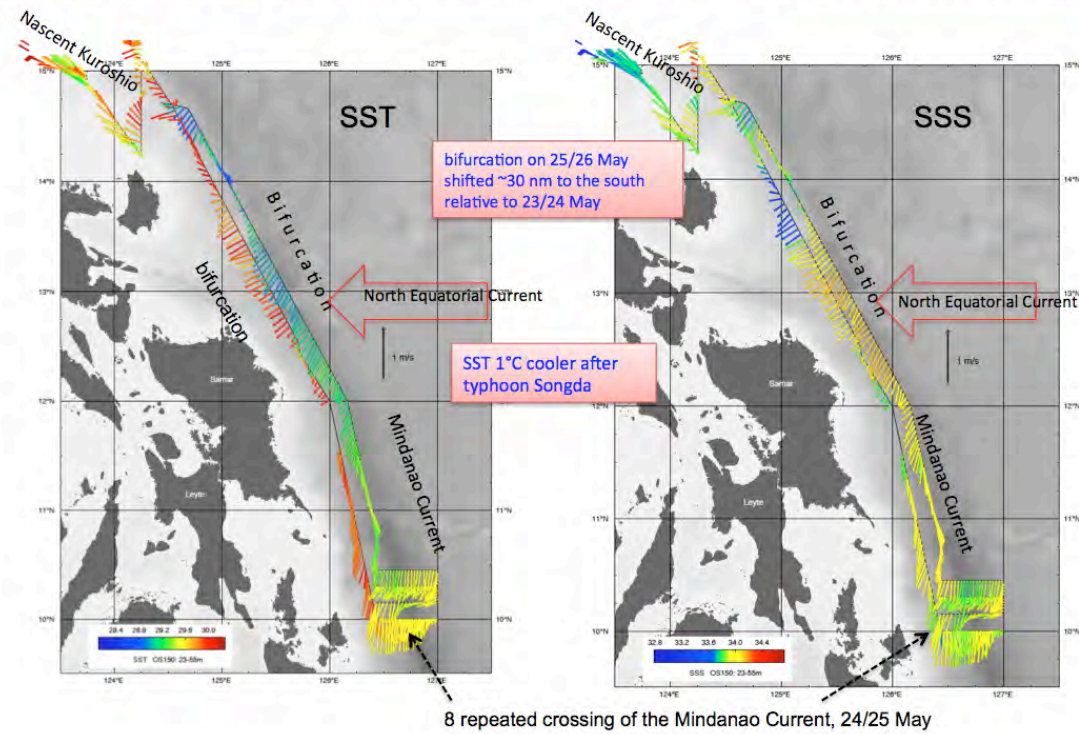 Nascent Kuroshio
SST
bifurcation on 25/26 May
shifted ~30 nm to the south
relative to 23/24 May
Bifurcation
bifurcation
North Equatorial Current
1 m/s
SST 1°C cooler after
typhoon Songda
Mindanao Current
Samar
Leyte
15°N
14°N
13°N
12°N
11°N
10°N
28.4 28.8 29.2 29.6 30.0
SST OS150: 23-55m
124°E 125°E 126°E 127°E
Nascent Kuroshio
SSS
Bifurcation
North Equatorial Current
1 m/s
Mindanao Current
Samar
Leyte
15°N
14°N
13°N
12°N
11°N
10°N
32.8 33.2 33.6 34.0 34.4
SSS OS150: 23-55m
124°E 125°E 126°E 127°E
8 repeated crossing of the Mindanao Current, 24/25 May